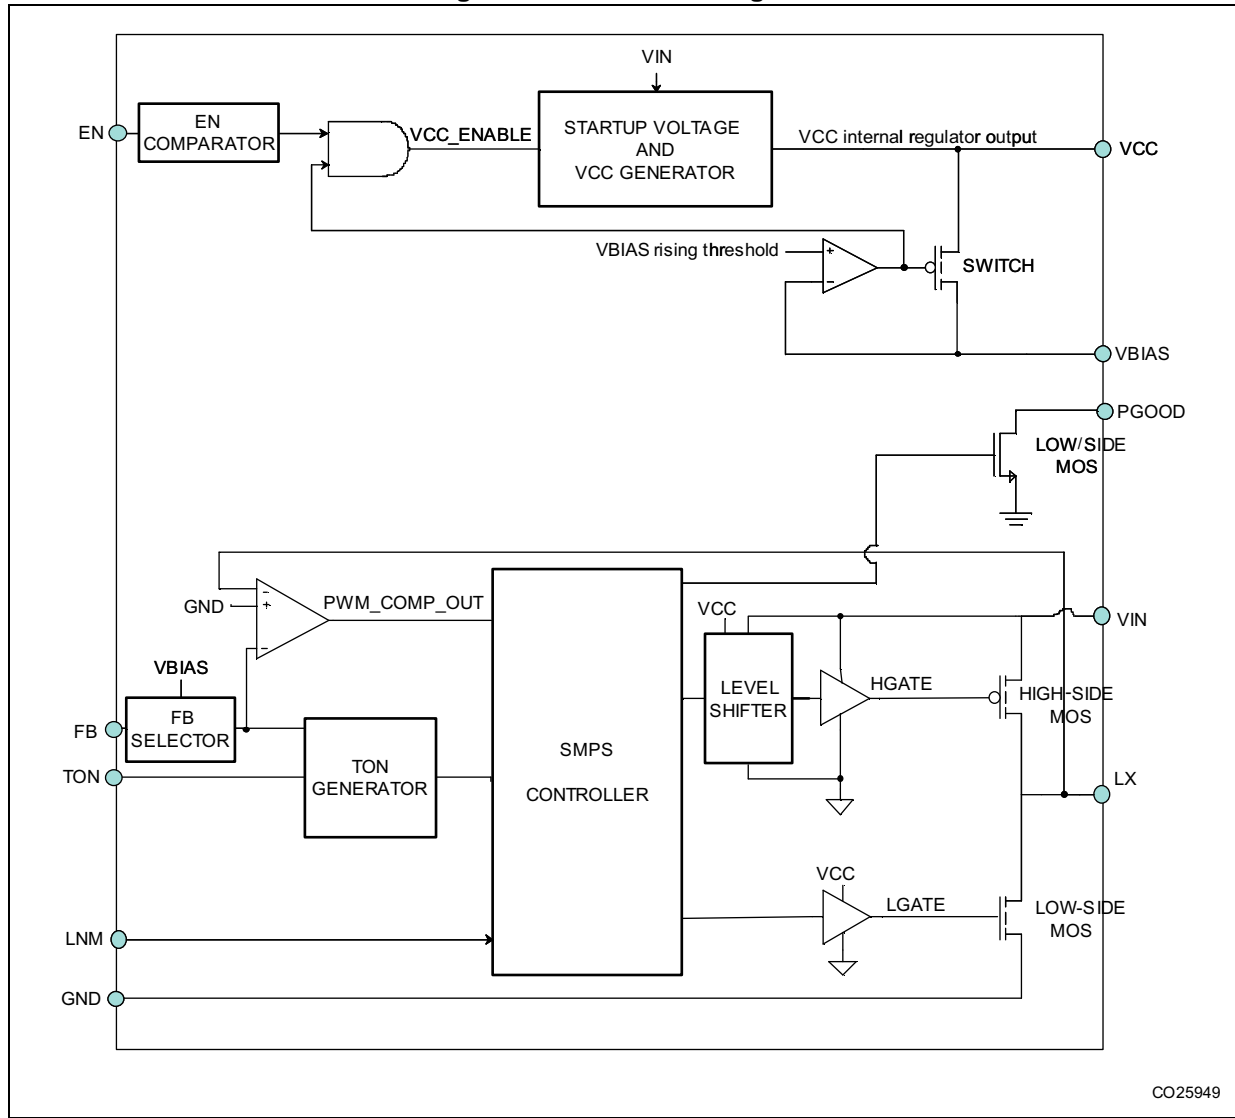 VIN
EN
EN
COMPARATOR
VCC_ENABLE
STARTUP VOLTAGE
AND
VCC GENERATOR
VCC internal regulator output
VCC
VBIAS rising threshold
+
-
SWITCH
VBIAS
PGOOD
LOW/SIDE
MOS
-
GND
+
-
PWM_COMP_OUT
VCC
VIN
VBIAS
FB
FB
SELECTOR
LEVEL
SHIFTER
HGATE
HIGH-SIDE
MOS
TON
TON
GENERATOR
SMPS
CONTROLLER
LX
VCC
LGATE
LOW-SIDE
MOS
LNM
GND
CO25949